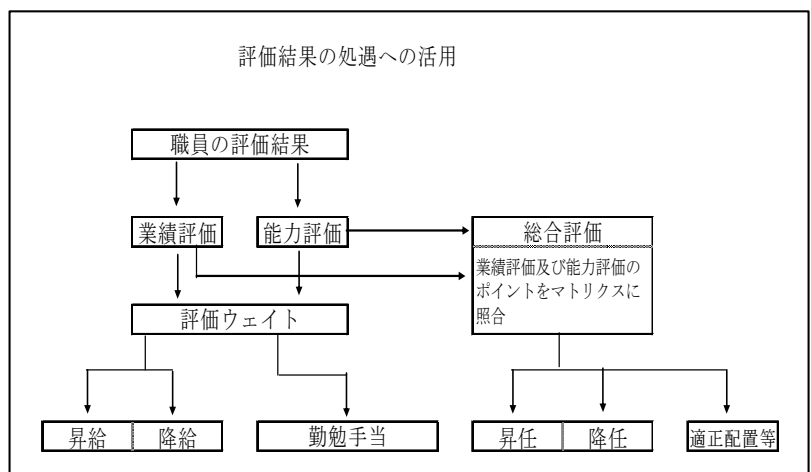 評価結果の処遇への活用
職員の評価結果
業績評価
能力評価
総合評価
業績評価及び能力評価の
ポイントをマトリクスに
照合
評価ウェイト
昇給
降給
勤勉手当
昇任
降任
適正配置等